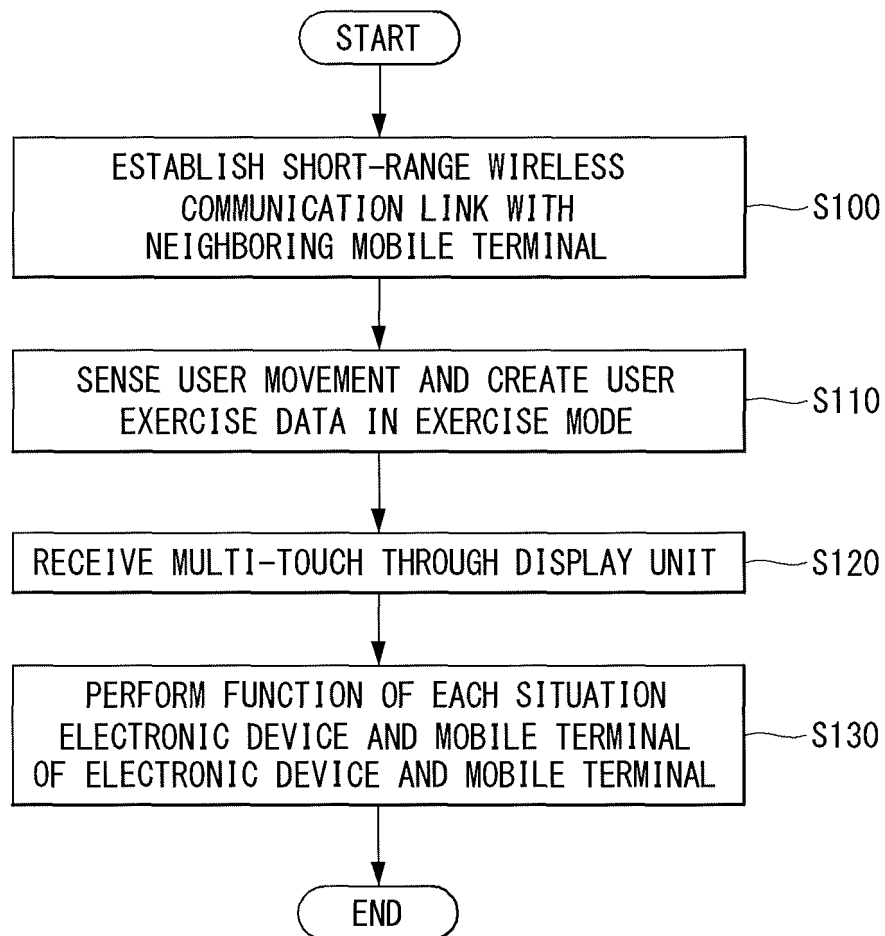 START
ESTABLISH SHORT-RANGE WIRELESS
COMMUNICATION LINK WITH
NEIGHBORING MOBILE TERMINAL
S100
SENSE USER MOVEMENT AND CREATE USER
EXERCISE DATA IN EXERCISE MODE
S110
RECEIVE MULTI-TOUCH THROUGH DISPLAY UNIT
S120
PERFORM FUNCTION OF EACH SITUATION
ELECTRONIC DEVICE AND MOBILE TERMINAL
OF ELECTRONIC DEVICE AND MOBILE TERMINAL
S130
END